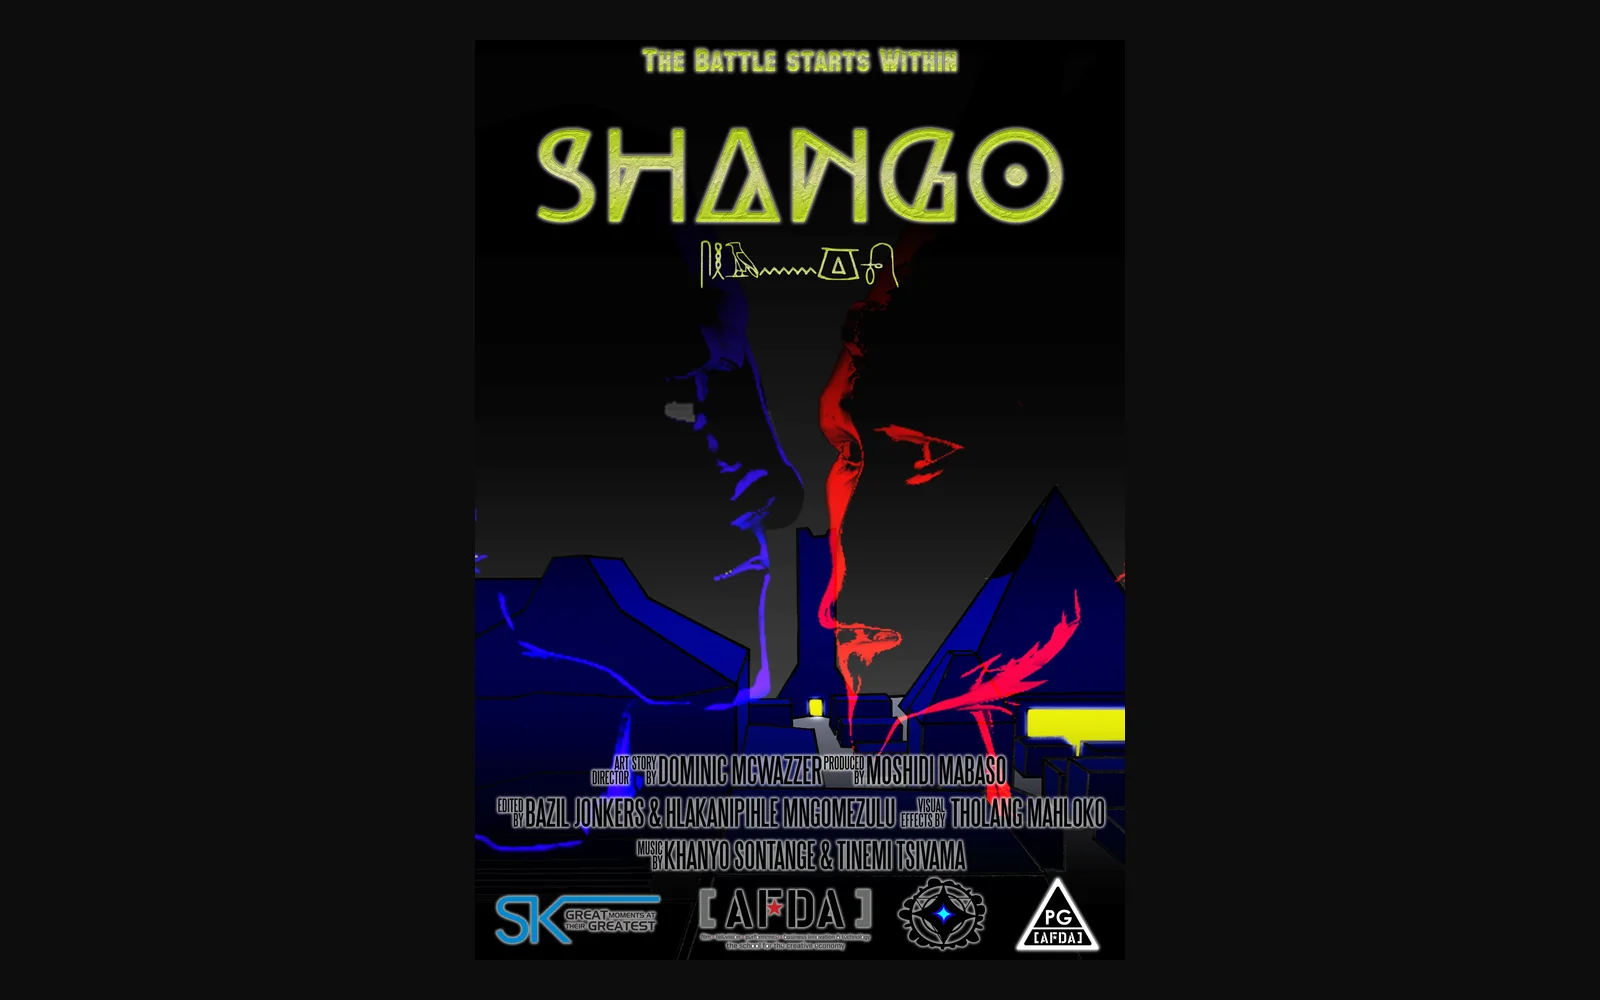 THE BATTLE STARTS WITHIN
SHANGO
ART DIRECTOR STORY BY DOMINIC MCWAZZER PRODUCED BY MOSHIDI MABASO
EDITED BY BAZIL JONKERS & HLAKANIPIHLE MNGOMEZULU VISUAL EFFECTS BY THOLANG MAHLOKO
MUSIC BY KHANYO SONTANGE & TINEMI TSIVAMA
SK GREAT MOMENTS AT THEIR GREATEST
[AFDA]
the school for the creative economy
PG
[AFDA]